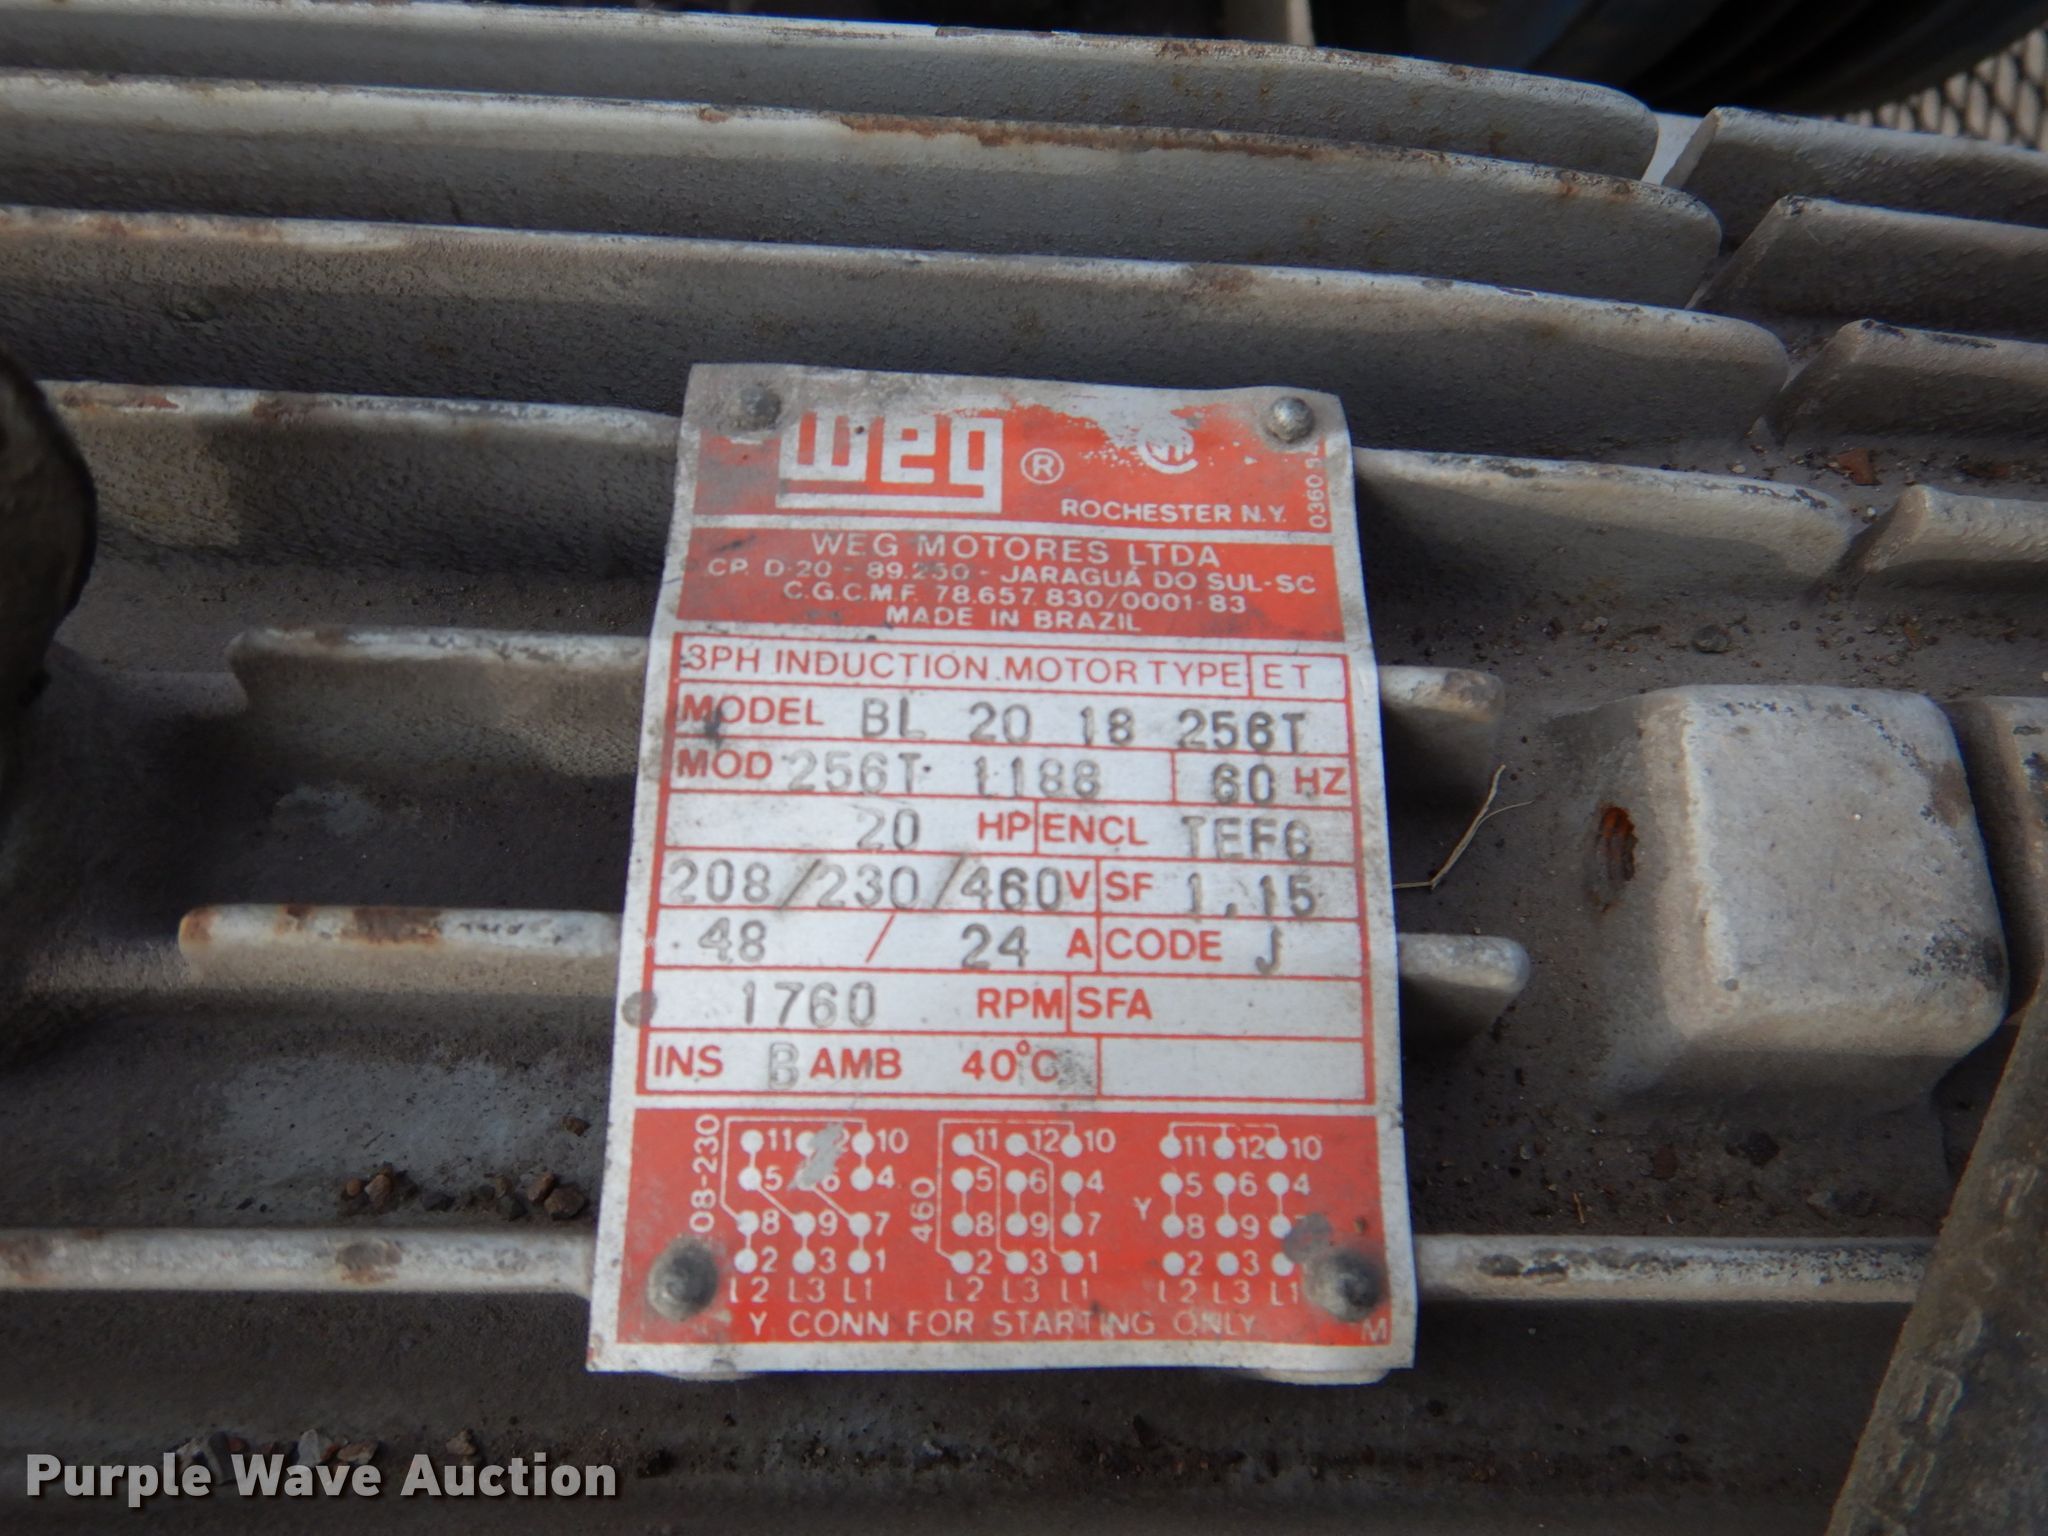 weg ®
ROCHESTER N.Y.
WEG MOTORES LTDA
CP. D-20 - 89.250 - JARAGUÁ DO SUL-SC
C.G.C.M.F. 78.657.830/0001-83
MADE IN BRAZIL
3PH INDUCTION MOTOR TYPE ET
MODEL BL 20 18 256T
MOD 256T 1188 60 HZ
20 HP ENCL TEFC
208/230/460 V SF 1.15
48 / 24 A CODE J
1760 RPM SFA
INS B AMB 40°C
11 12 10 11 12 10 11 12 10
5 6 4 5 6 4 Y 5 6 4
8 9 7 460 8 9 7 8 9 7
2 3 1 2 3 1 2 3
L2 L3 L1 L2 L3 L1 L2 L3 L1
Y CONN FOR STARTING ONLY M
Purple Wave Auction